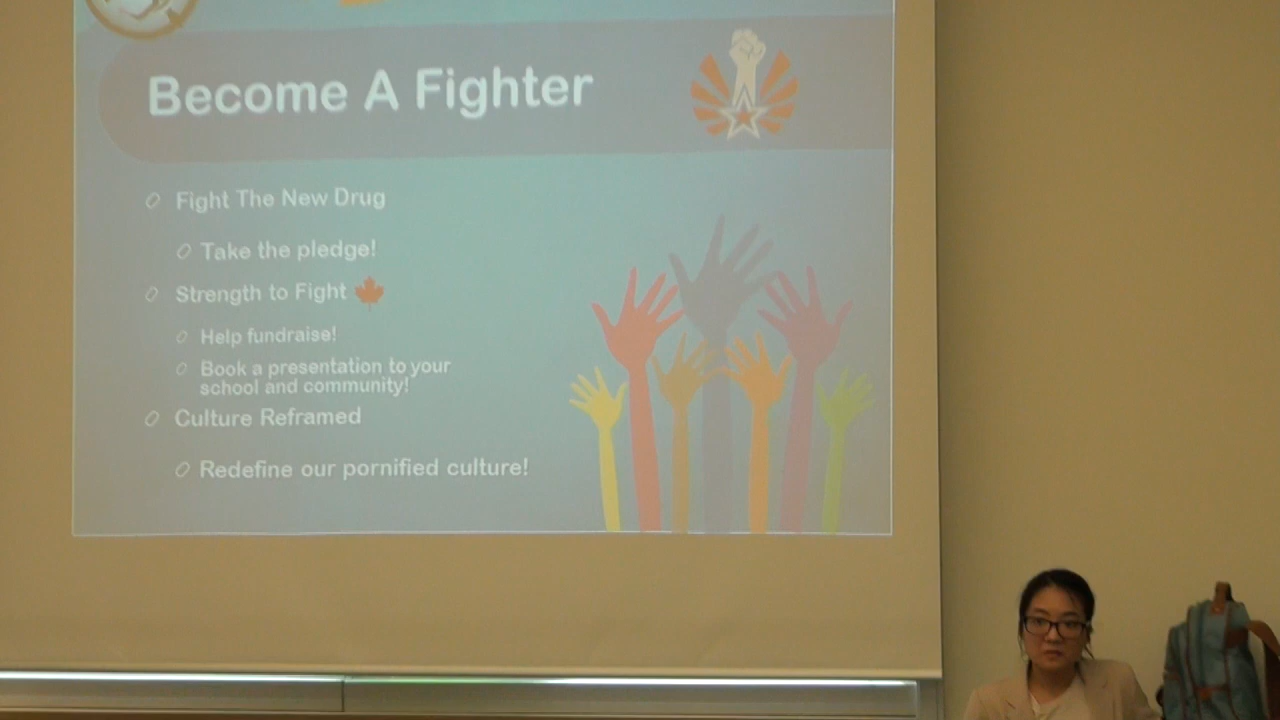 Become A Fighter
Fight The New Drug
Take the pledge!
Strength to Fight
Help fundraise!
Book a presentation to your
school and community!
Culture Reframed
Redefine our pornified culture!